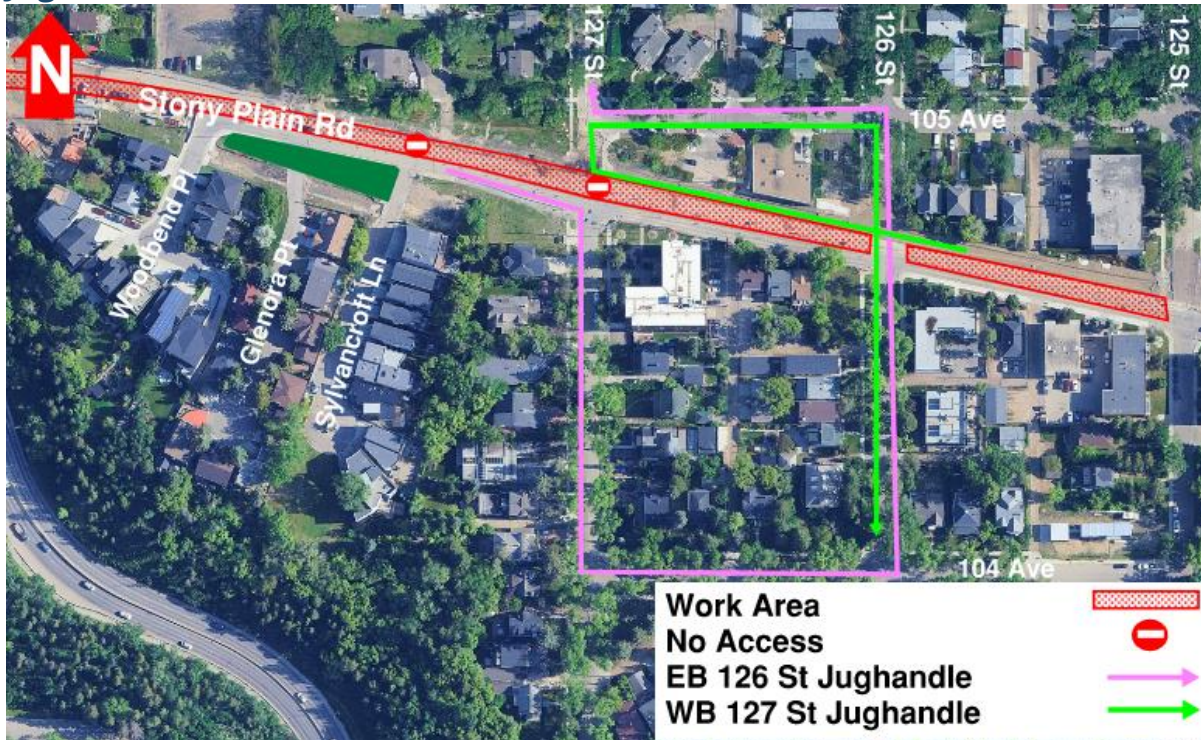 N
Stony Plain Rd
127 St
126 St
125 St
105 Ave
Woodbend Pl
Glenora Pt
Sylvancroft Ln
104 Ave
Work Area
No Access
EB 126 St Jughandle
WB 127 St Jughandle